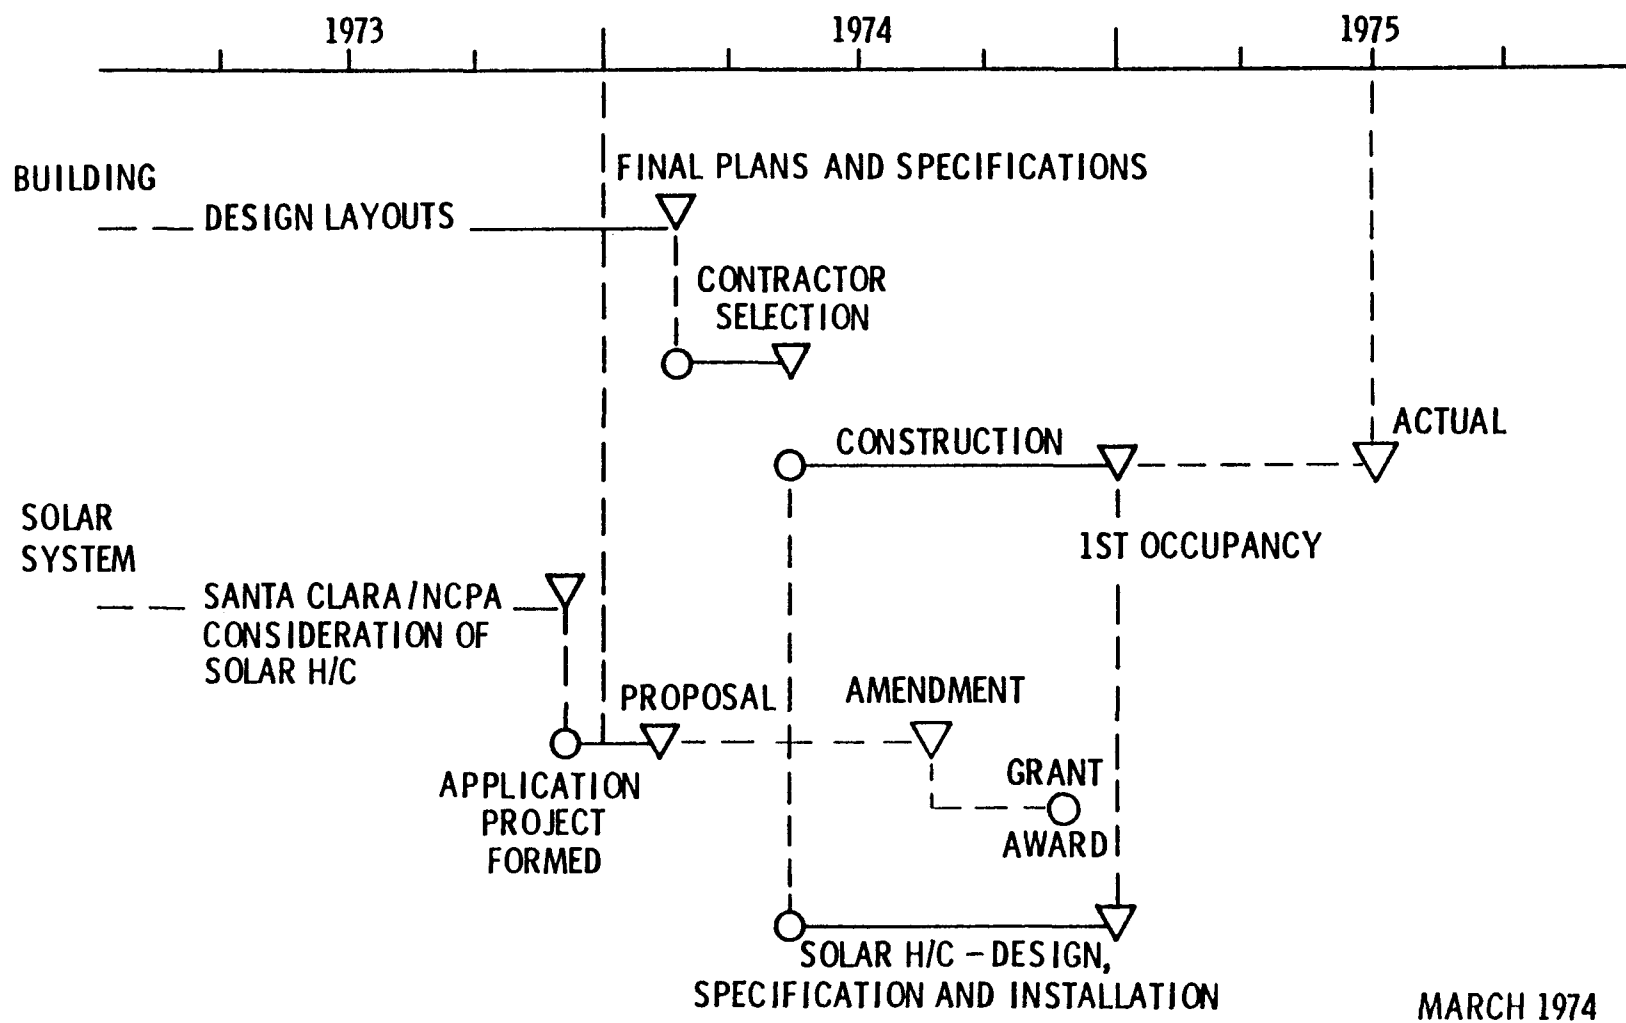 1973 1974 1975
BUILDING
FINAL PLANS AND SPECIFICATIONS
DESIGN LAYOUTS
CONTRACTOR
SELECTION
CONSTRUCTION
ACTUAL
1ST OCCUPANCY
SOLAR
SYSTEM
SANTA CLARA/NCPA
CONSIDERATION OF
SOLAR H/C
PROPOSAL
AMENDMENT
APPLICATION
PROJECT
FORMED
GRANT
AWARD
SOLAR H/C - DESIGN,
SPECIFICATION AND INSTALLATION
MARCH 1974